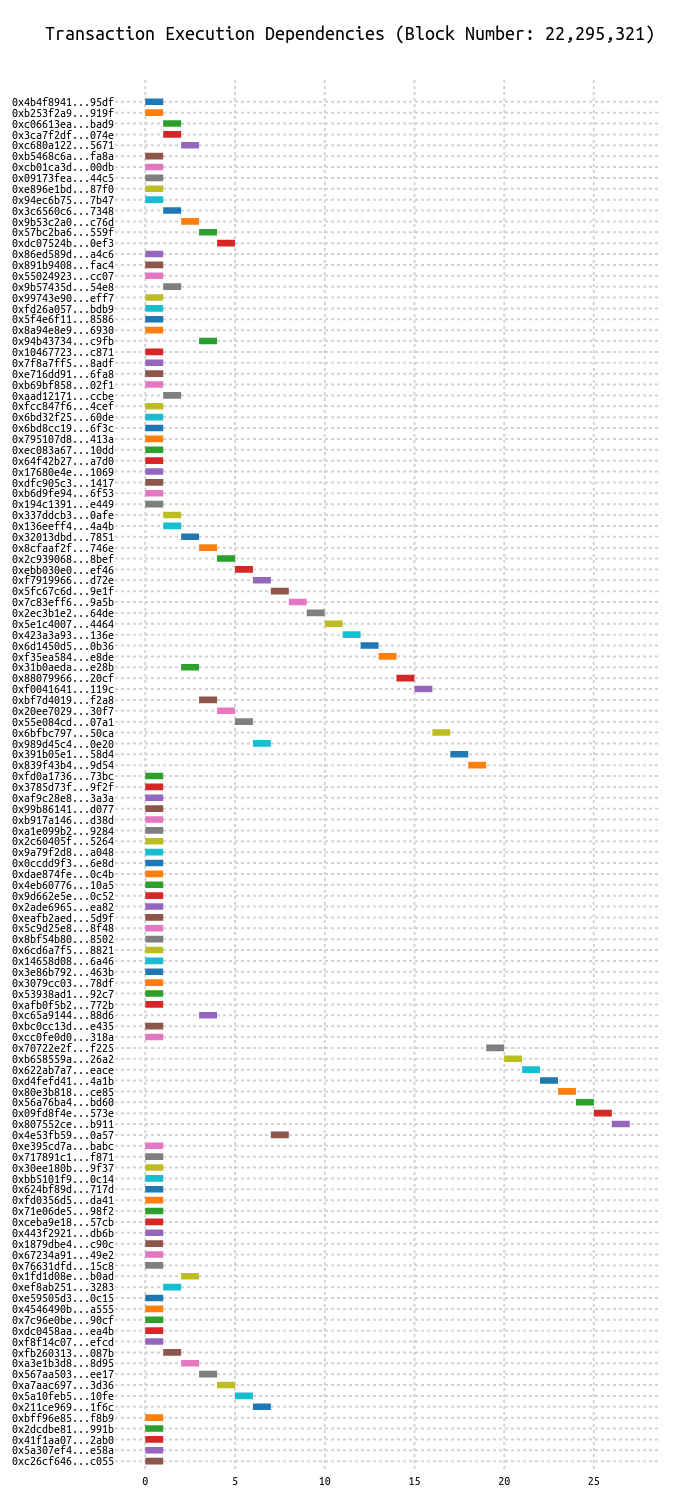 Transaction Execution Dependencies (Block Number: 22,295,321)
0x4b4f8941...95df
0xb253f2a9...919f
0xc06613ea...bad9
0x3ca7f2df...074e
0xc680a122...5671
0xb5468c6a...fa8a
0xcb01ca3d...00db
0x09173fea...44c5
0xe896e1bd...87f0
0x94ec6b75...7b47
0x3c6560c6...7348
0x9b53c2a0...c76d
0x57bc2ba6...559f
0xdc07524b...0ef3
0x86ed589d...a4c6
0x891b9408...fac4
0x55024923...cc07
0x9b57435d...54e8
0x99743e90...eff7
0xfd26a057...bdb9
0x5f4e6f11...8586
0x8a94e8e9...6930
0x94b43734...c9fb
0x10467723...c871
0x7f8a7ff5...8adf
0xe716dd91...6fa8
0xb69bf858...02f1
0xaad12171...ccbe
0xfcc847f6...4cef
0x6bd32f25...60de
0x6bd8cc19...6f3c
0x795107d8...413a
0xec083a67...10dd
0x64f42b27...a7d0
0x17680e4e...1069
0xdfc905c3...1417
0xb6d9fe94...6f53
0x194c1391...e449
0x337ddcb3...0afe
0x136eeff4...4a4b
0x32013dbd...7851
0x8cfaaf2f...746e
0x2c939068...8bef
0xebb030e0...ef46
0xf7919966...d72e
0x5fc67c6d...9e1f
0x7c83eff6...9a5b
0x2ec3b1e2...64de
0x5e1c4007...4464
0x423a3a93...136e
0x6d1450d5...0b36
0xf35ea584...e8de
0x31b0aeda...e28b
0x88079966...20cf
0xf0041641...119c
0xbf7d4019...f2a8
0x20ee7029...30f7
0x55e084cd...07a1
0x6bfbc797...50ca
0x989d45c4...0e20
0x391b05e1...58d4
0x839f43b4...9d54
0xfd0a1736...73bc
0x3785d73f...9f2f
0xaf9c28e8...3a3a
0x99b86141...d077
0xb917a146...d38d
0xa1e099b2...9284
0x2c60405f...5264
0x9a79f2d8...a048
0x0ccdd9f3...6e8d
0xdae874fe...0c4b
0x4eb60776...10a5
0x9d662e5e...0c52
0x2ade6965...ea82
0xeafb2aed...5d9f
0x5c9d25e8...8f48
0x8bf54b80...8502
0x6cd6a7f5...8821
0x14658d08...6a46
0x3e86b792...463b
0x3079cc03...78df
0x53938ad1...92c7
0xafb0f5b2...772b
0xc65a9144...88d6
0xbc0cc13d...e435
0xcc0fe0d0...318a
0x70722e2f...f225
0xb658559a...26a2
0x622ab7a7...eace
0xd4fefd41...4a1b
0x80e3b818...ce85
0x56a76ba4...bd60
0x09fd8f4e...573e
0x807552ce...b911
0x4e53fb59...0a57
0xe395cd7a...babc
0x717891c1...f871
0x30ee180b...9f37
0xbb5101f9...0c14
0x624bf89d...717d
0xfd0356d5...da41
0x71e06de5...98f2
0xceba9e18...57cb
0x443f2921...db6b
0x1879dbe4...c90c
0x67234a91...49e2
0x76631dfd...15c8
0x1fd1d08e...b0ad
0xef8ab251...3283
0xe59505d3...0c15
0x4546490b...a555
0x7c96e0be...90cf
0xdc0458aa...ea4b
0xf8f14c07...efcd
0xfb260313...087b
0xa3e1b3d8...8d95
0x567aa503...ee17
0xa7aac697...3d36
0x5a10feb5...10fe
0x211ce969...1f6c
0xbff96e85...f8b9
0x2dcdbe81...991b
0x41f1aa07...2ab0
0x5a307ef4...e58a
0xc26cf646...c055
0 5 10 15 20 25